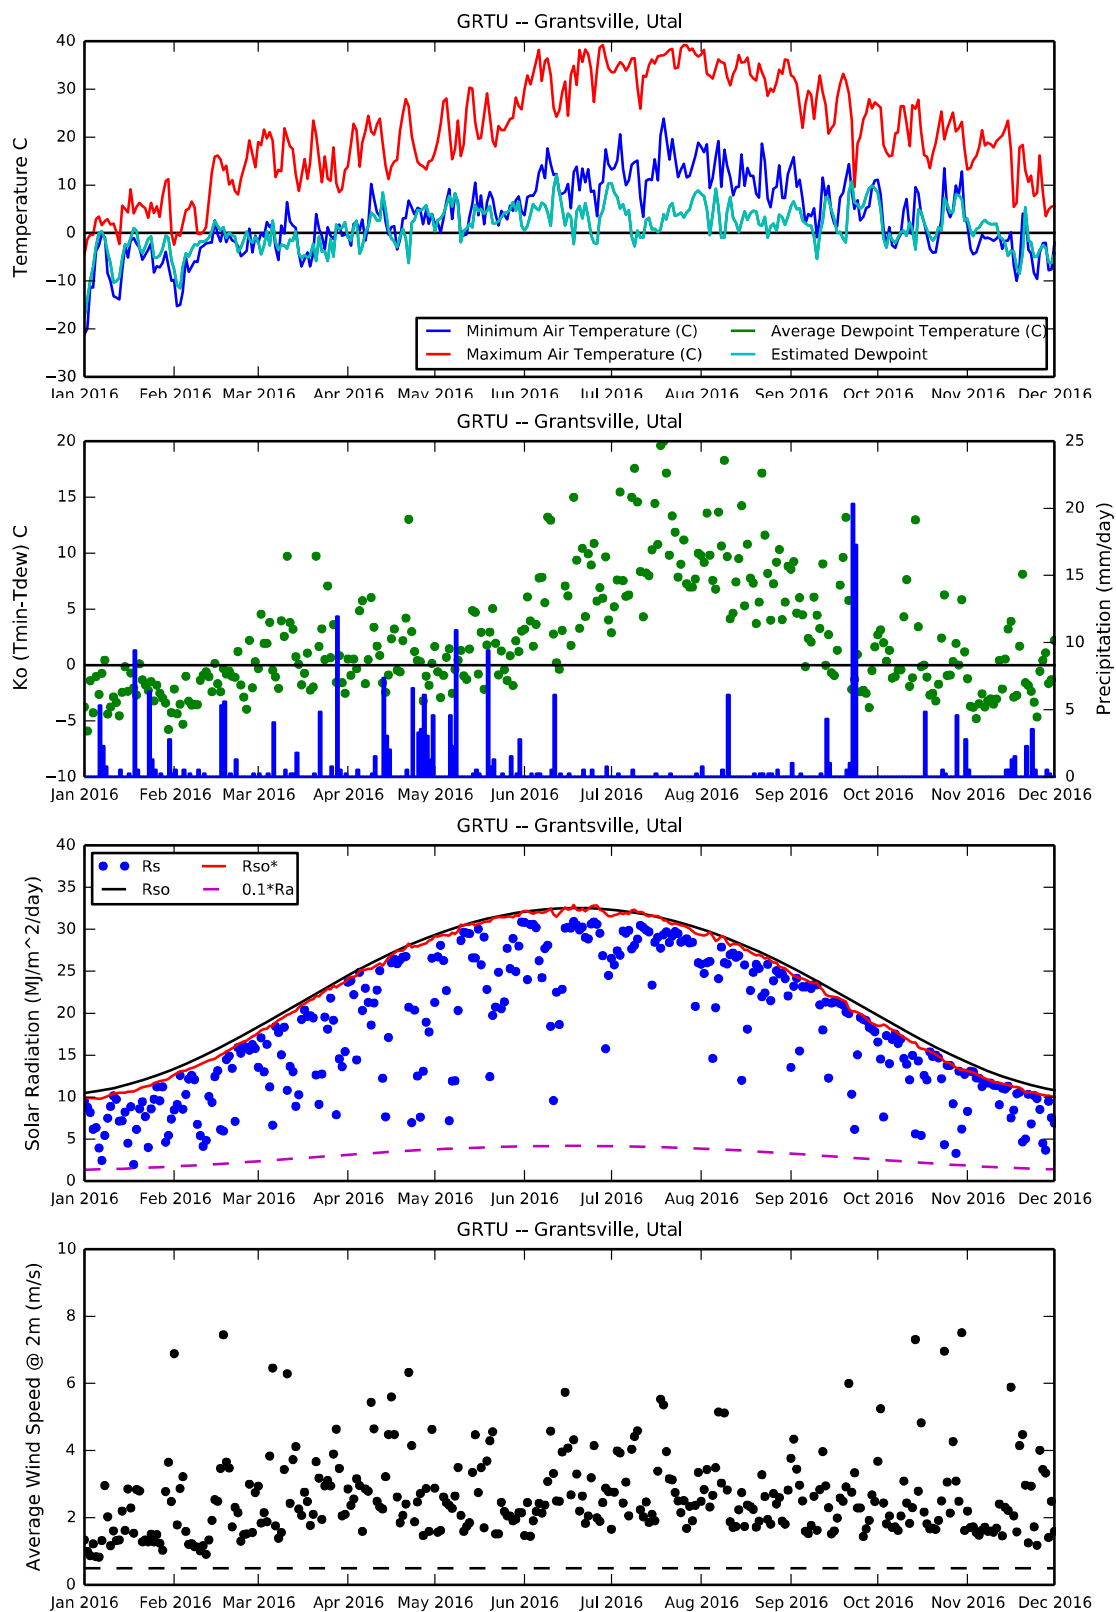 GRTU -- Grantsville, Utal
40
30
20
10
0
−10
−20
−30
Temperature C
Minimum Air Temperature (C)
Maximum Air Temperature (C)
Average Dewpoint Temperature (C)
Estimated Dewpoint
Jan 2016 Feb 2016 Mar 2016 Apr 2016 May 2016 Jun 2016 Jul 2016 Aug 2016 Sep 2016 Oct 2016 Nov 2016 Dec 2016
GRTU -- Grantsville, Utal
20
15
10
5
0
−5
−10
Ko (Tmin-Tdew) C
25
20
15
10
5
0
Precipitation (mm/day)
Jan 2016 Feb 2016 Mar 2016 Apr 2016 May 2016 Jun 2016 Jul 2016 Aug 2016 Sep 2016 Oct 2016 Nov 2016 Dec 2016
GRTU -- Grantsville, Utal
40
35
30
25
20
15
10
5
0
Solar Radiation (MJ/m^2/day)
Rs
Rso
Rso*
0.1*Ra
Jan 2016 Feb 2016 Mar 2016 Apr 2016 May 2016 Jun 2016 Jul 2016 Aug 2016 Sep 2016 Oct 2016 Nov 2016 Dec 2016
GRTU -- Grantsville, Utal
10
8
6
4
2
0
Average Wind Speed @ 2m (m/s)
Jan 2016 Feb 2016 Mar 2016 Apr 2016 May 2016 Jun 2016 Jul 2016 Aug 2016 Sep 2016 Oct 2016 Nov 2016 Dec 2016